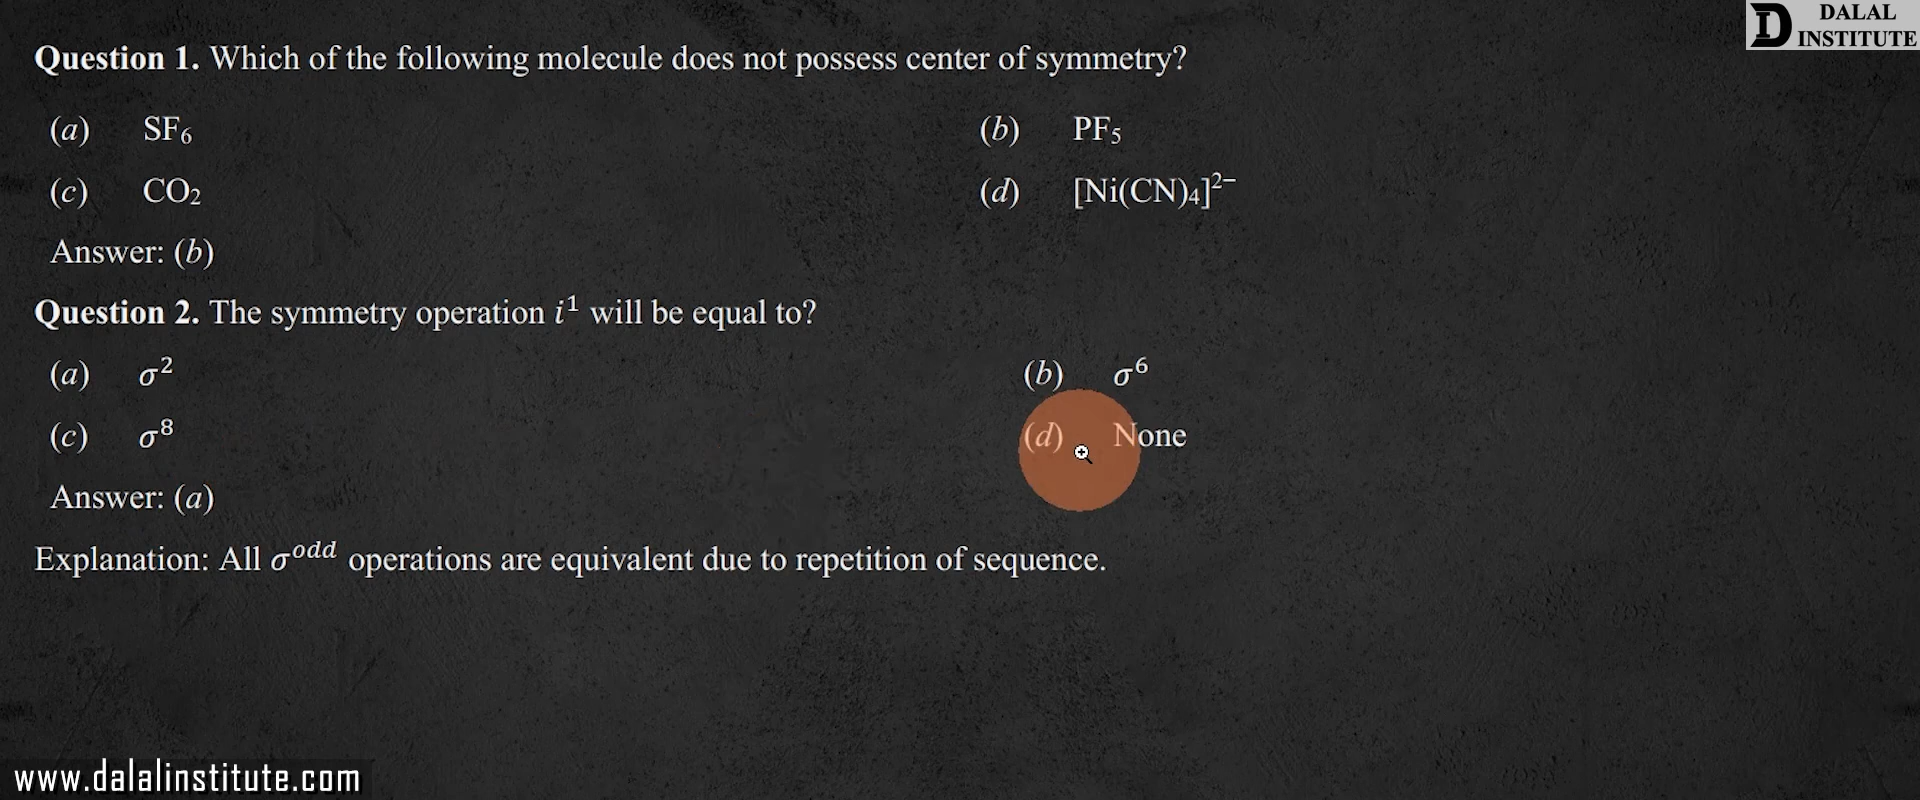 DALAL
INSTITUTE
Question 1. Which of the following molecule does not possess center of symmetry?
(a) SF₆ (b) PF₅
(c) CO₂ (d) [Ni(CN)₄]²⁻
Answer: (b)
Question 2. The symmetry operation i¹ will be equal to?
(a) σ² (b) σ⁶
(c) σ⁸ (d) None
Answer: (a)
Explanation: All σᵒᵈᵈ operations are equivalent due to repetition of sequence.
www.dalalinstitute.com